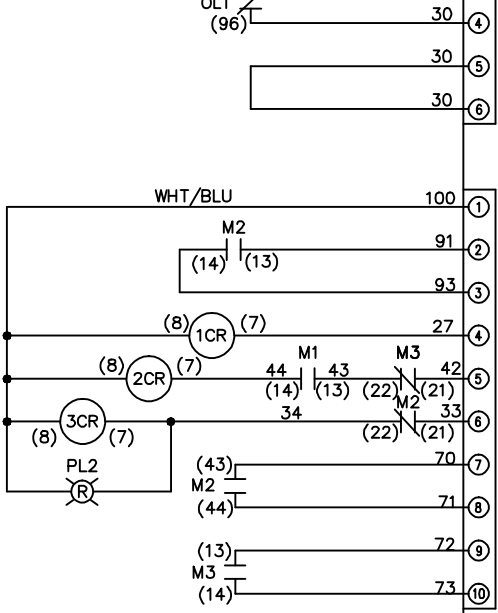 OLT
(96)
30 4
30 5
30 6
WHT/BLU 100 1
M2
91 2
(14) (13)
93 3
(8) 1CR (7) 27 4
M1 M3
(8) 2CR (7) 44 43 42 5
(14) (13) (22) (21)
M2
3CR 34 33 6
(8) (7) (22) (21)
PL2
R
(43) 70 7
M2
(44) 71 8
(13) 72 9
M3
(14) 73 10